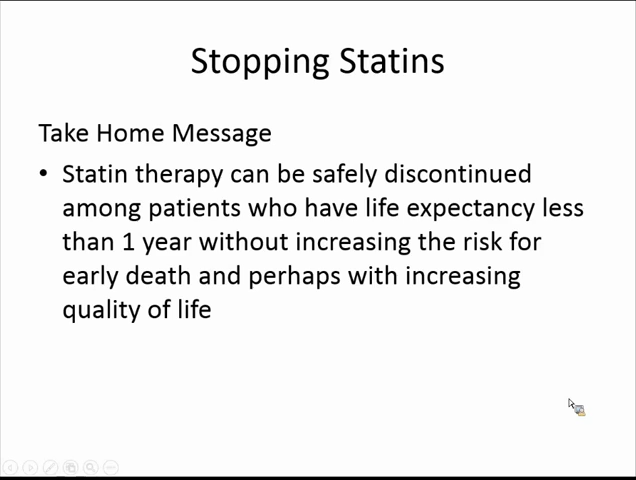 Stopping Statins
Take Home Message
• Statin therapy can be safely discontinued
among patients who have life expectancy less
than 1 year without increasing the risk for
early death and perhaps with increasing
quality of life